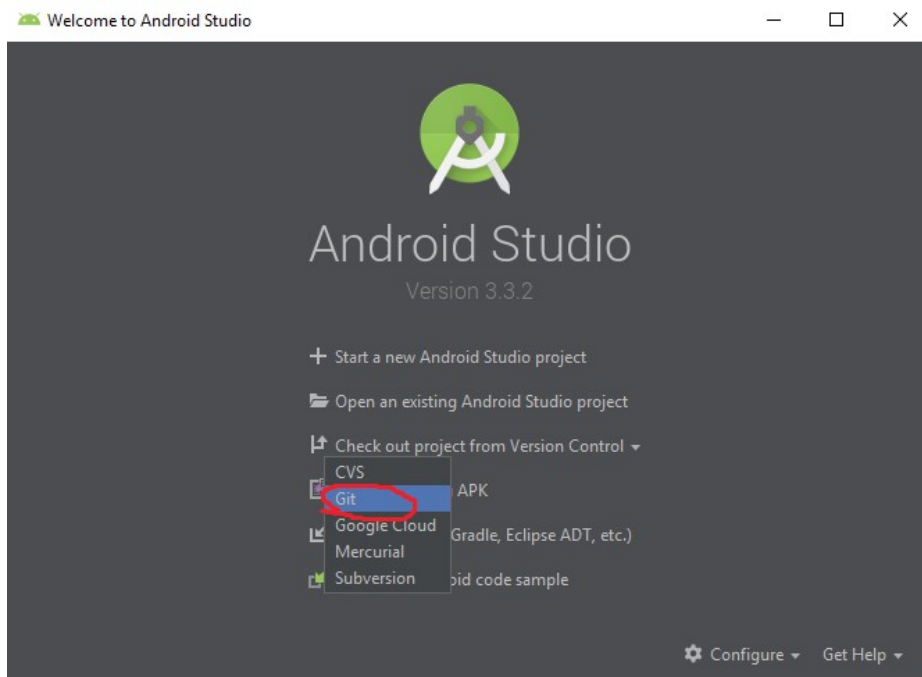 Welcome to Android Studio
Android Studio
Version 3.3.2
Start a new Android Studio project
Open an existing Android Studio project
Check out project from Version Control
CVS
Git
APK
Google Cloud
Gradle, Eclipse ADT, etc.)
Mercurial
Subversion
code sample
Configure
Get Help